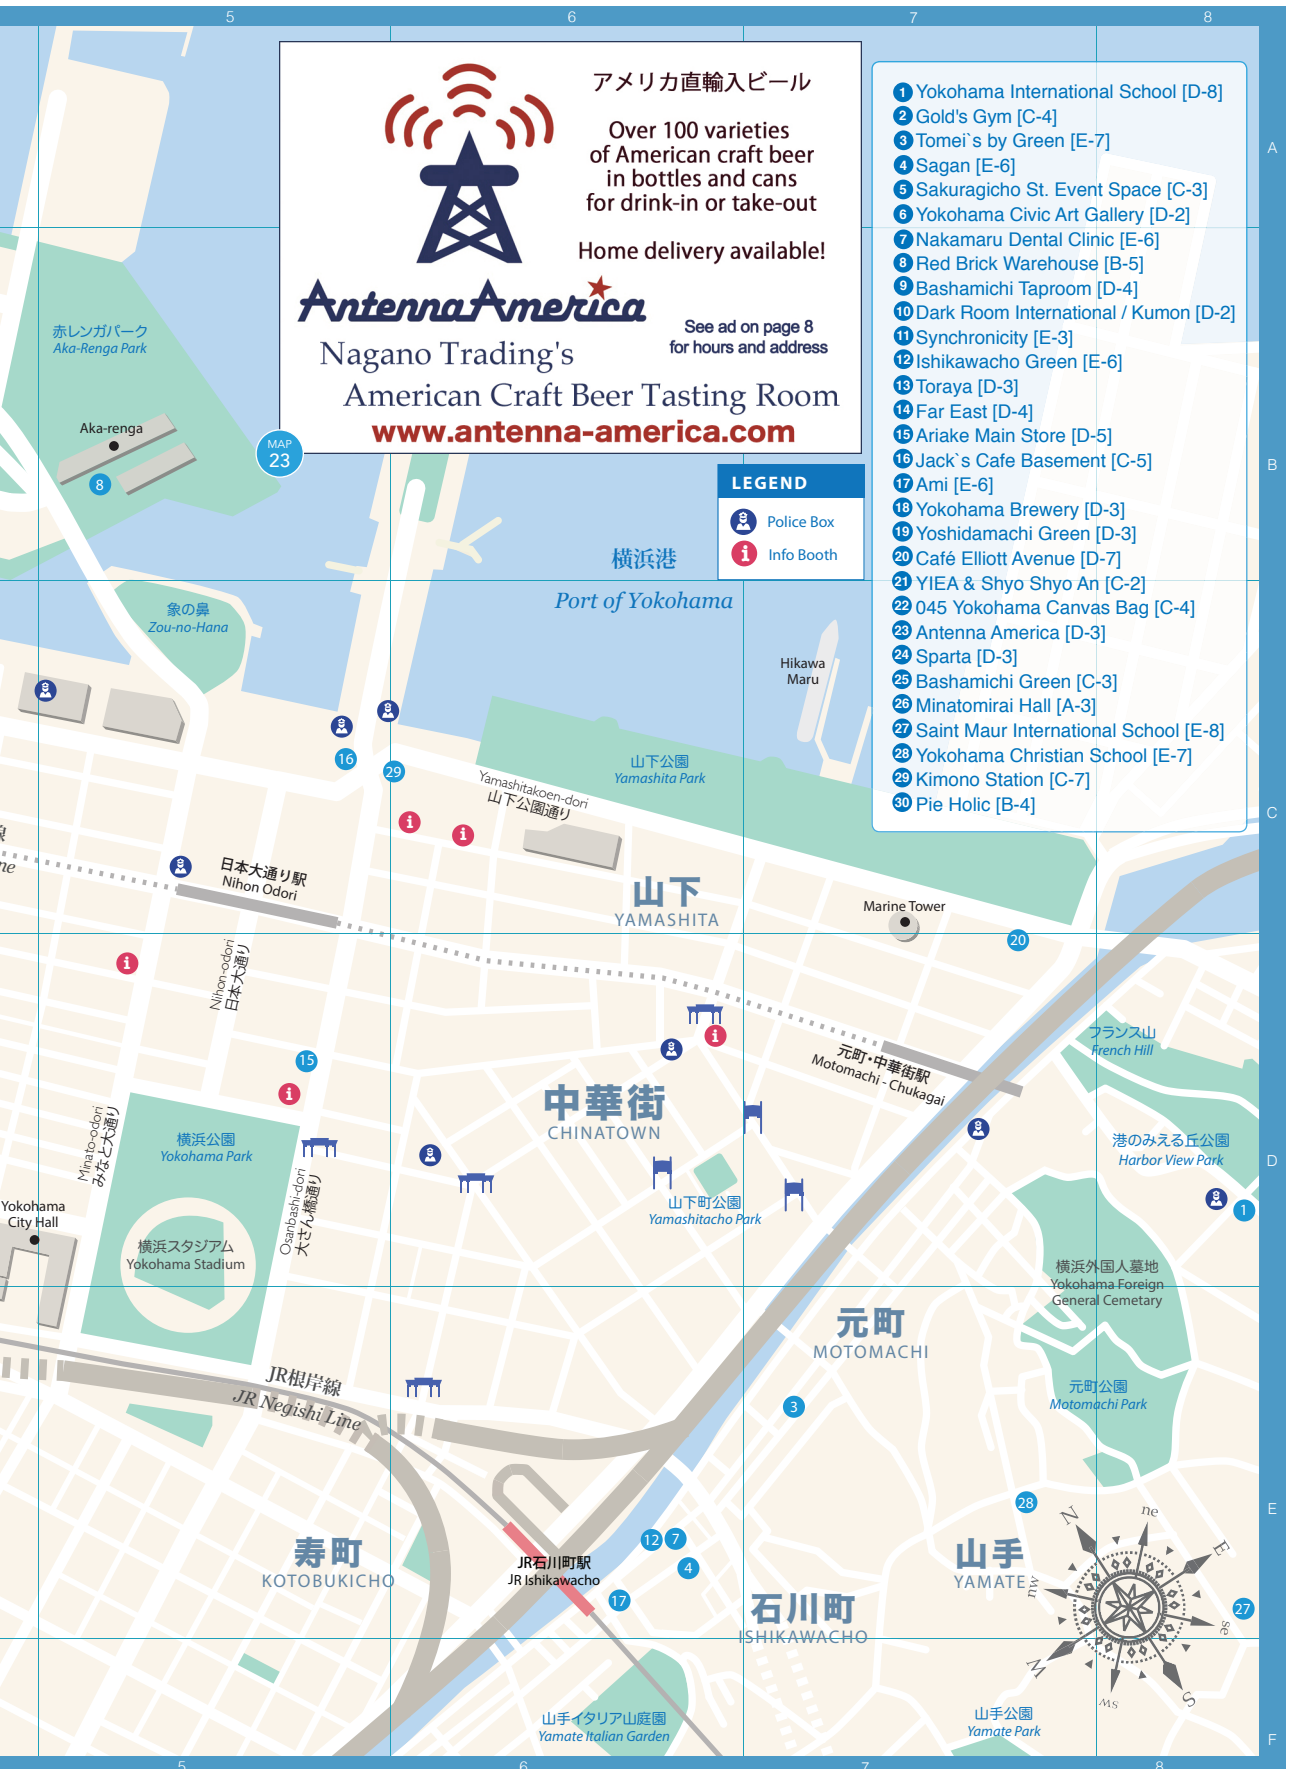 5
6
7
8
A
B
C
D
E
F
アメリカ直輸入ビール
Over 100 varieties
of American craft beer
in bottles and cans
for drink-in or take-out
Home delivery available!
AntennaAmerica
See ad on page 8
for hours and address
Nagano Trading's
American Craft Beer Tasting Room
www.antenna-america.com
MAP
23
1 Yokohama International School [D-8]
2 Gold's Gym [C-4]
3 Tomei`s by Green [E-7]
4 Sagan [E-6]
5 Sakuragicho St. Event Space [C-3]
6 Yokohama Civic Art Gallery [D-2]
7 Nakamaru Dental Clinic [E-6]
8 Red Brick Warehouse [B-5]
9 Bashamichi Taproom [D-4]
10 Dark Room International / Kumon [D-2]
11 Synchronicity [E-3]
12 Ishikawacho Green [E-6]
13 Toraya [D-3]
14 Far East [D-4]
15 Ariake Main Store [D-5]
16 Jack`s Cafe Basement [C-5]
17 Ami [E-6]
18 Yokohama Brewery [D-3]
19 Yoshidamachi Green [D-3]
20 Café Elliott Avenue [D-7]
21 YIEA & Shyo Shyo An [C-2]
22 045 Yokohama Canvas Bag [C-4]
23 Antenna America [D-3]
24 Sparta [D-3]
25 Bashamichi Green [C-3]
26 Minatomirai Hall [A-3]
27 Saint Maur International School [E-8]
28 Yokohama Christian School [E-7]
29 Kimono Station [C-7]
30 Pie Holic [B-4]
LEGEND
Police Box
i Info Booth
赤レンガパーク
Aka-Renga Park
Aka-renga
8
横浜港
Port of Yokohama
象の鼻
Zou-no-Hana
Hikawa
Maru
16
29
山下公園
Yamashita Park
Yamashitakoen-dori
山下公園通り
i
i
線
ne
日本大通り駅
Nihon Odori
山下
YAMASHITA
Marine Tower
20
i
Nihon-odori
日本大通り
i
フランス山
French Hill
元町・中華街駅
Motomachi - Chukagai
15
i
中華街
CHINATOWN
Minato-odori
みなと大通り
横浜公園
Yokohama Park
港のみえる丘公園
Harbor View Park
1
Osanbashi-dori
大さん橋通り
山下町公園
Yamashitacho Park
Yokohama
City Hall
横浜スタジアム
Yokohama Stadium
横浜外国人墓地
Yokohama Foreign
General Cemetary
元町
MOTOMACHI
JR根岸線
JR Negishi Line
元町公園
Motomachi Park
3
28
12
7
4
17
寿町
KOTOBUKICHO
JR石川町駅
JR Ishikawacho
山手
YAMATE
石川町
ISHIKAWACHO
27
N
ne
E
se
S
sw
W
nw
山手イタリア山庭園
Yamate Italian Garden
山手公園
Yamate Park
5
6
7
8